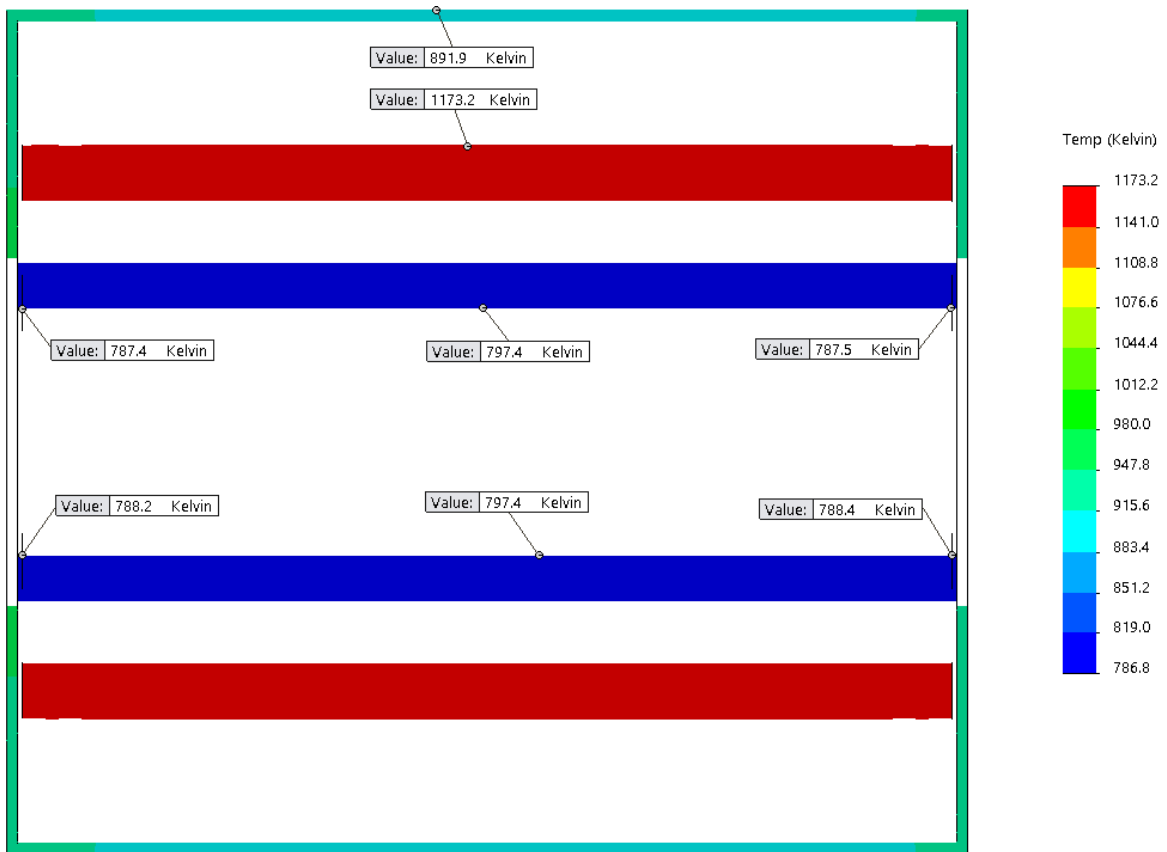 Value: 891.9 Kelvin
Value: 1173.2 Kelvin
Value: 787.4 Kelvin
Value: 797.4 Kelvin
Value: 787.5 Kelvin
Value: 788.2 Kelvin
Value: 797.4 Kelvin
Value: 788.4 Kelvin
Temp (Kelvin)
1173.2
1141.0
1108.8
1076.6
1044.4
1012.2
980.0
947.8
915.6
883.4
851.2
819.0
786.8